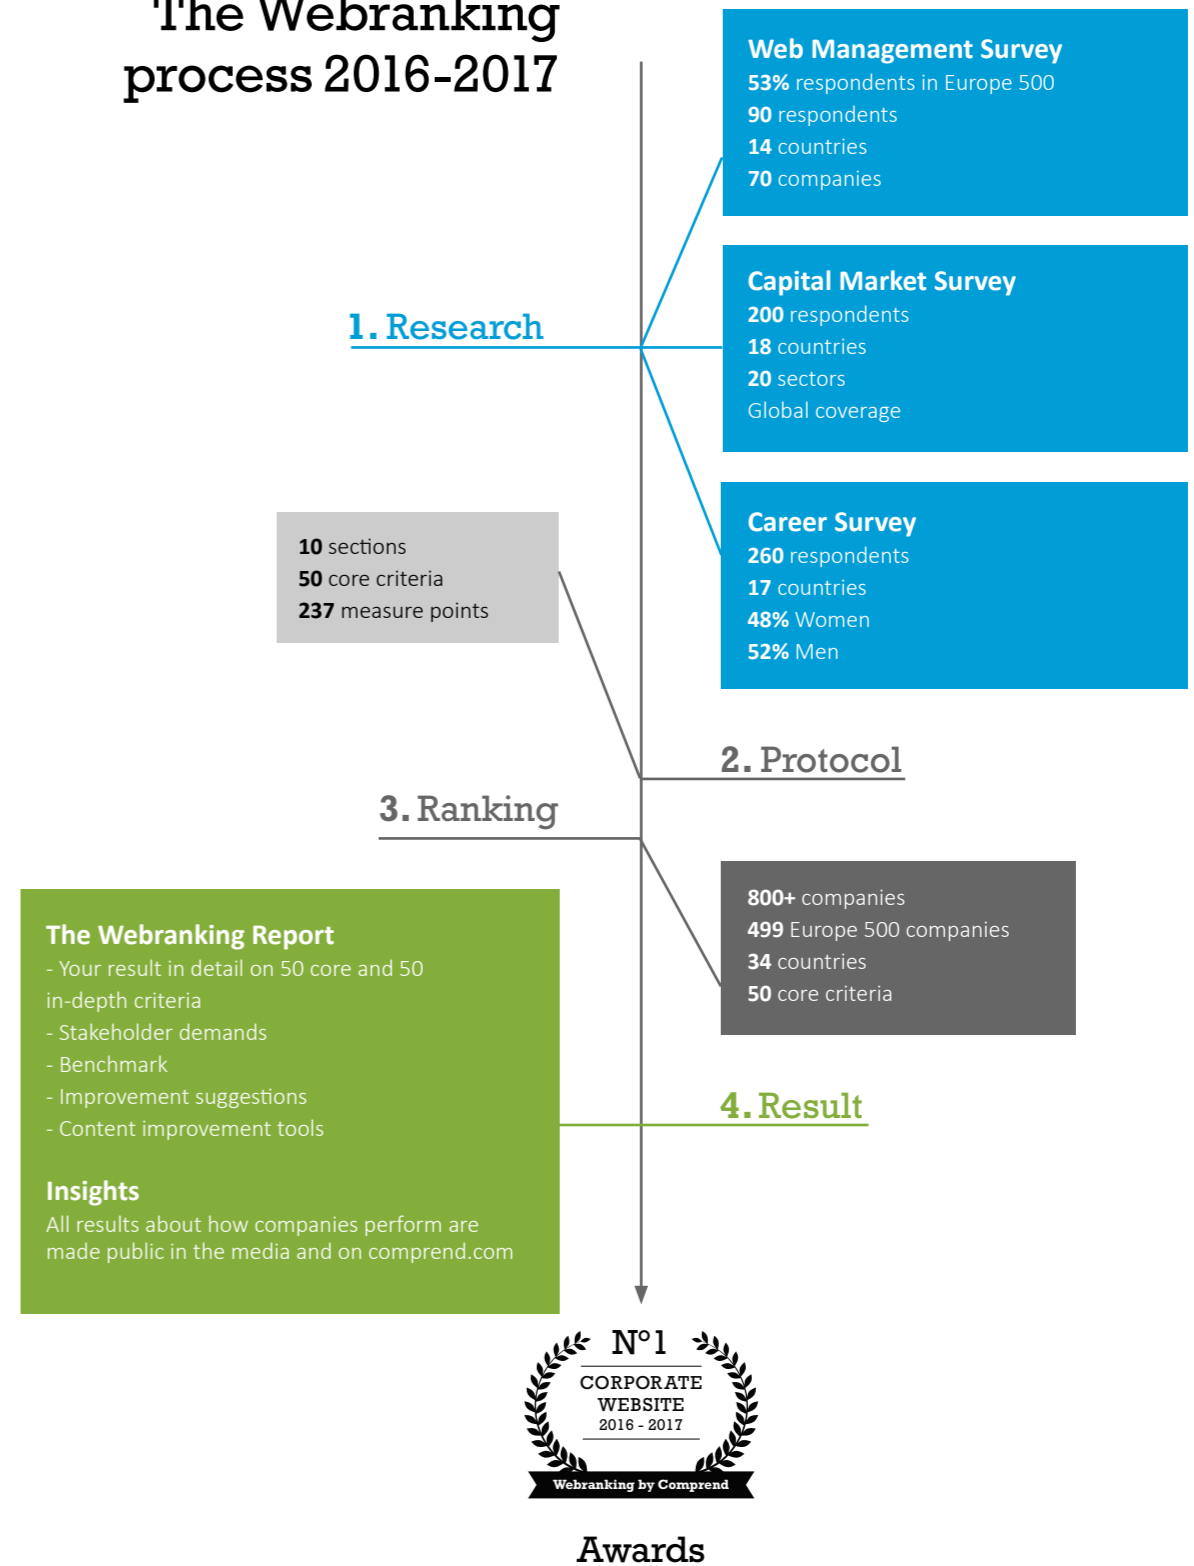 The Webranking
process 2016-2017
Web Management Survey
53% respondents in Europe 500
90 respondents
14 countries
70 companies
1. Research
Capital Market Survey
200 respondents
18 countries
20 sectors
Global coverage
Career Survey
260 respondents
17 countries
48% Women
52% Men
10 sections
50 core criteria
237 measure points
2. Protocol
3. Ranking
800+ companies
499 Europe 500 companies
34 countries
50 core criteria
The Webranking Report
- Your result in detail on 50 core and 50
in-depth criteria
- Stakeholder demands
- Benchmark
- Improvement suggestions
- Content improvement tools
Insights
All results about how companies perform are
made public in the media and on comprend.com
4. Result
N°1
CORPORATE
WEBSITE
2016 - 2017
Webranking by Comprend
Awards